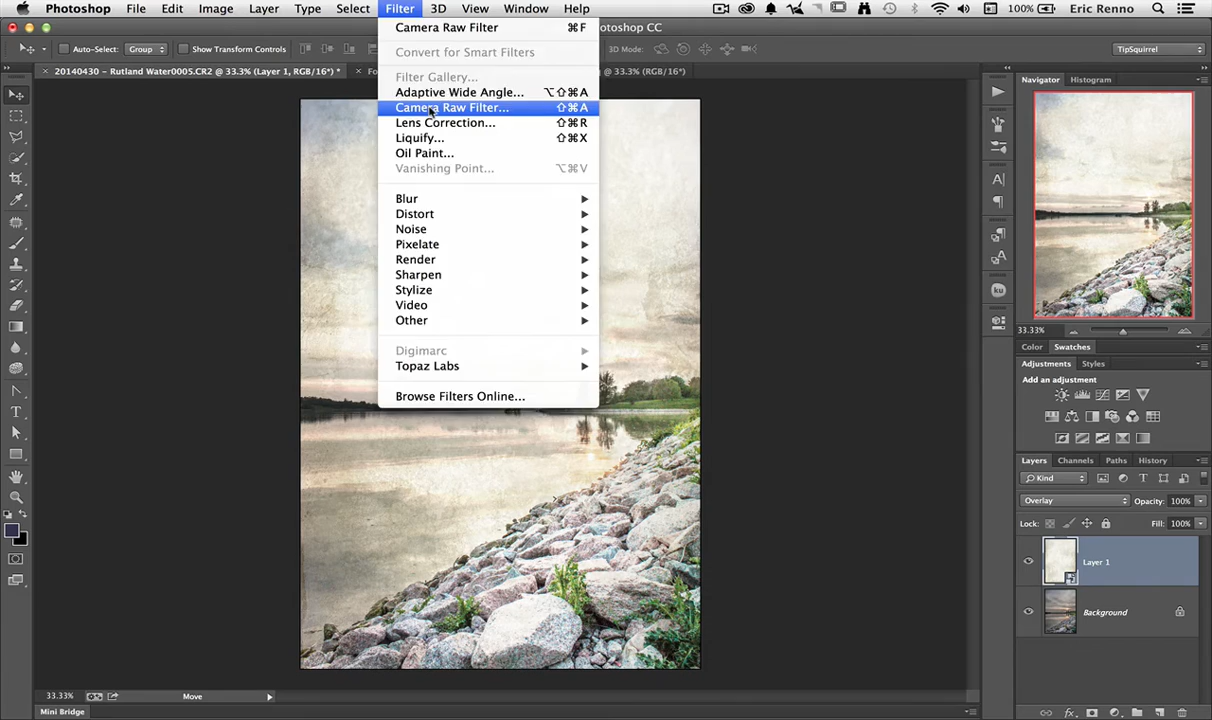 Photoshop File Edit Image Layer Type Select Filter 3D View Window Help 100% Eric Renno
Photoshop CC
Auto-Select: Group Show Transform Controls 3D Mode: TipSquirrel
20140430 - Rutland Water0005.CR2 @ 33.3% (Layer 1, RGB/16*) * @ 33.3% (RGB/16*)
Camera Raw Filter ⌘F
Convert for Smart Filters
Filter Gallery...
Adaptive Wide Angle... ⌥⇧⌘A
Camera Raw Filter... ⇧⌘A
Lens Correction... ⇧⌘R
Liquify... ⇧⌘X
Oil Paint...
Vanishing Point... ⌥⌘V
Blur
Distort
Noise
Pixelate
Render
Sharpen
Stylize
Video
Other
Digimarc
Topaz Labs
Browse Filters Online...
Navigator Histogram
33.33%
Color Swatches
Adjustments Styles
Add an adjustment
Layers Channels Paths History
Kind
Overlay Opacity: 100%
Lock: Fill: 100%
Layer 1
Background
33.33% Move
Mini Bridge